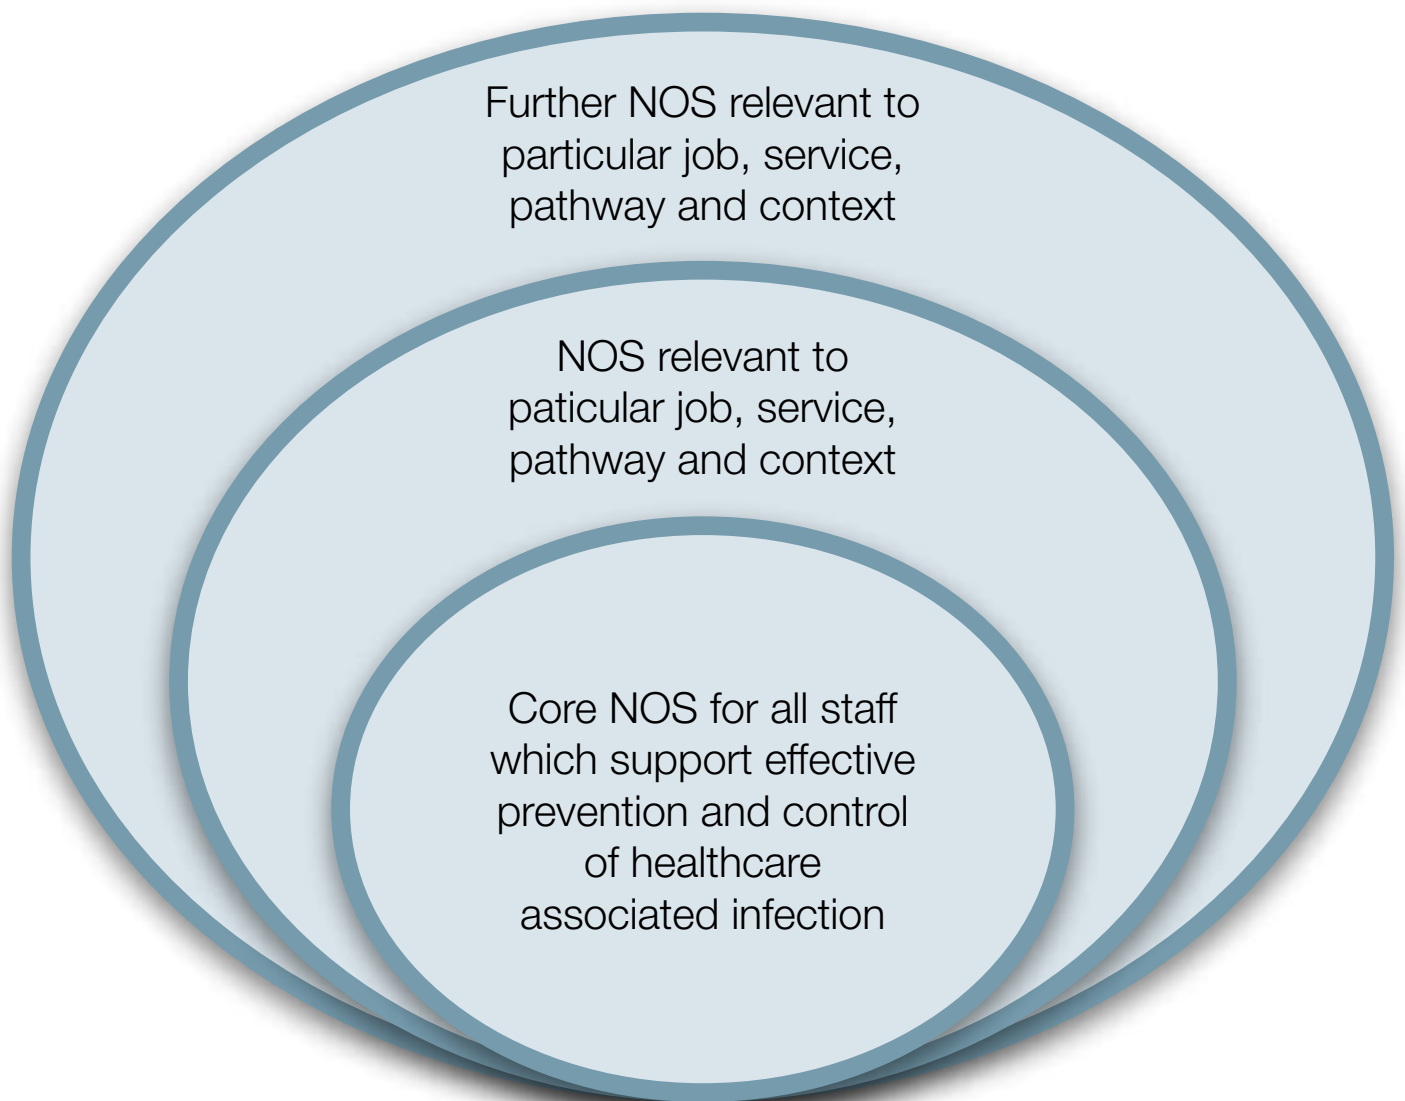 Further NOS relevant to
particular job, service,
pathway and context
NOS relevant to
paticular job, service,
pathway and context
Core NOS for all staff
which support effective
prevention and control
of healthcare
associated infection